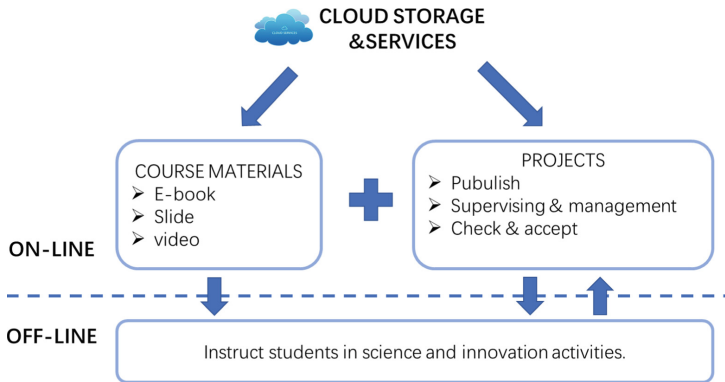 CLOUD STORAGE
&SERVICES
COURSE MATERIALS
E-book
Slide
video
PROJECTS
Pubulish
Supervising & management
Check & accept
ON-LINE
OFF-LINE
Instruct students in science and innovation activities.